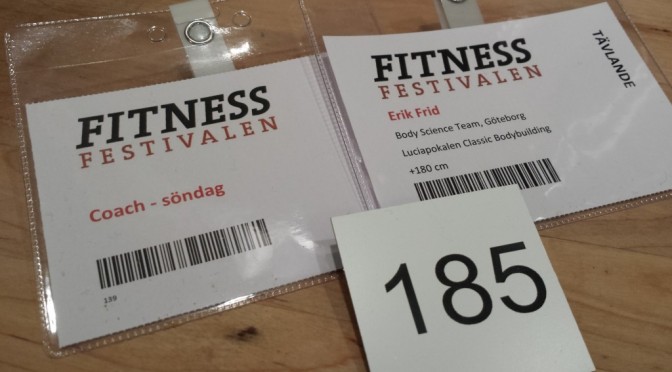 FITNESS
FESTIVALEN
Coach - söndag
139
FITNESS
FESTIVALEN
TÄVLANDE
Erik Frid
Body Science Team, Göteborg
Luciapokalen Classic Bodybuilding
+180 cm
185